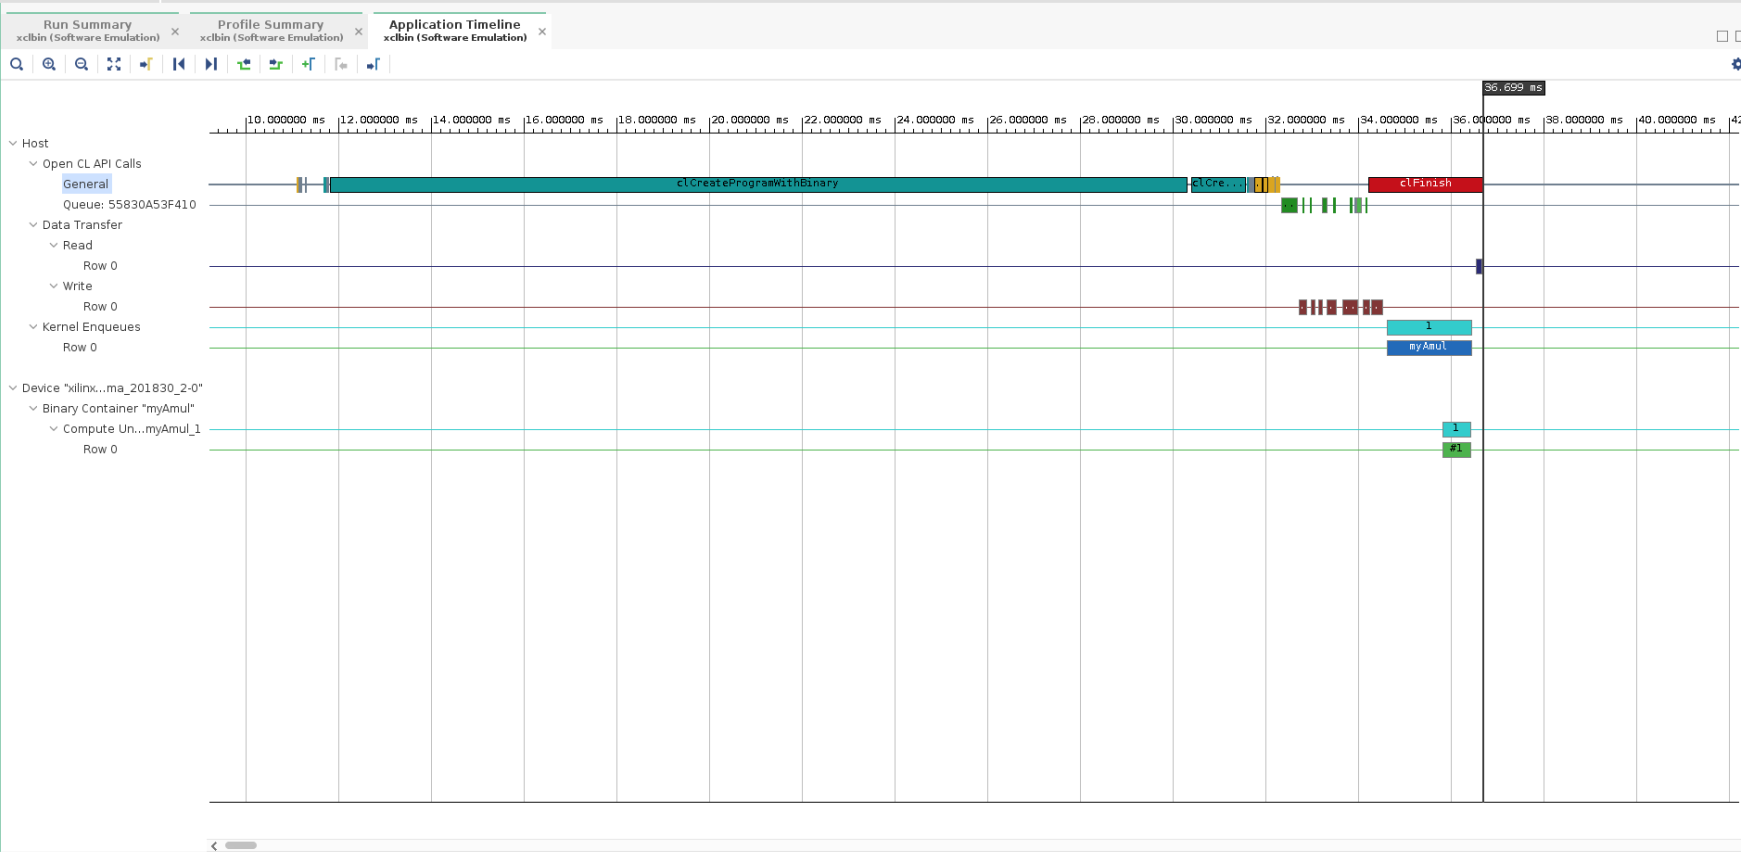 Run Summary
xclbin (Software Emulation)
Profile Summary
xclbin (Software Emulation)
Application Timeline
xclbin (Software Emulation)
36.699 ms
10.000000 ms 12.000000 ms 14.000000 ms 16.000000 ms 18.000000 ms 20.000000 ms 22.000000 ms 24.000000 ms 26.000000 ms 28.000000 ms 30.000000 ms 32.000000 ms 34.000000 ms 36.000000 ms 38.000000 ms 40.000000 ms 42
Host
Open CL API Calls
General clCreateProgramWithBinary clCre... clFinish
Queue: 55830A53F410
Data Transfer
Read
Row 0
Write
Row 0
Kernel Enqueues 1
Row 0 myAmul
Device "xilinx...ma_201830_2-0"
Binary Container "myAmul"
Compute Un...myAmul_1 1
Row 0 #1